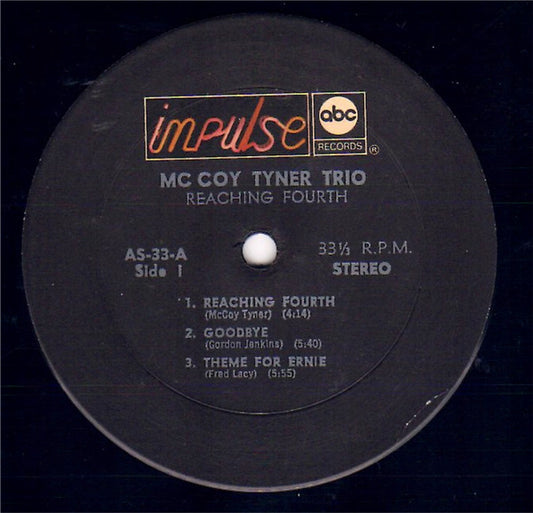 impulse
abc
RECORDS ®
MC COY TYNER TRIO
REACHING FOURTH
AS-33-A
Side 1
33⅓ R.P.M.
STEREO
1. REACHING FOURTH
(McCoy Tyner) (4:14)
2. GOODBYE
(Gordon Jenkins) (5:40)
3. THEME FOR ERNIE
(Fred Lacy) (5:55)